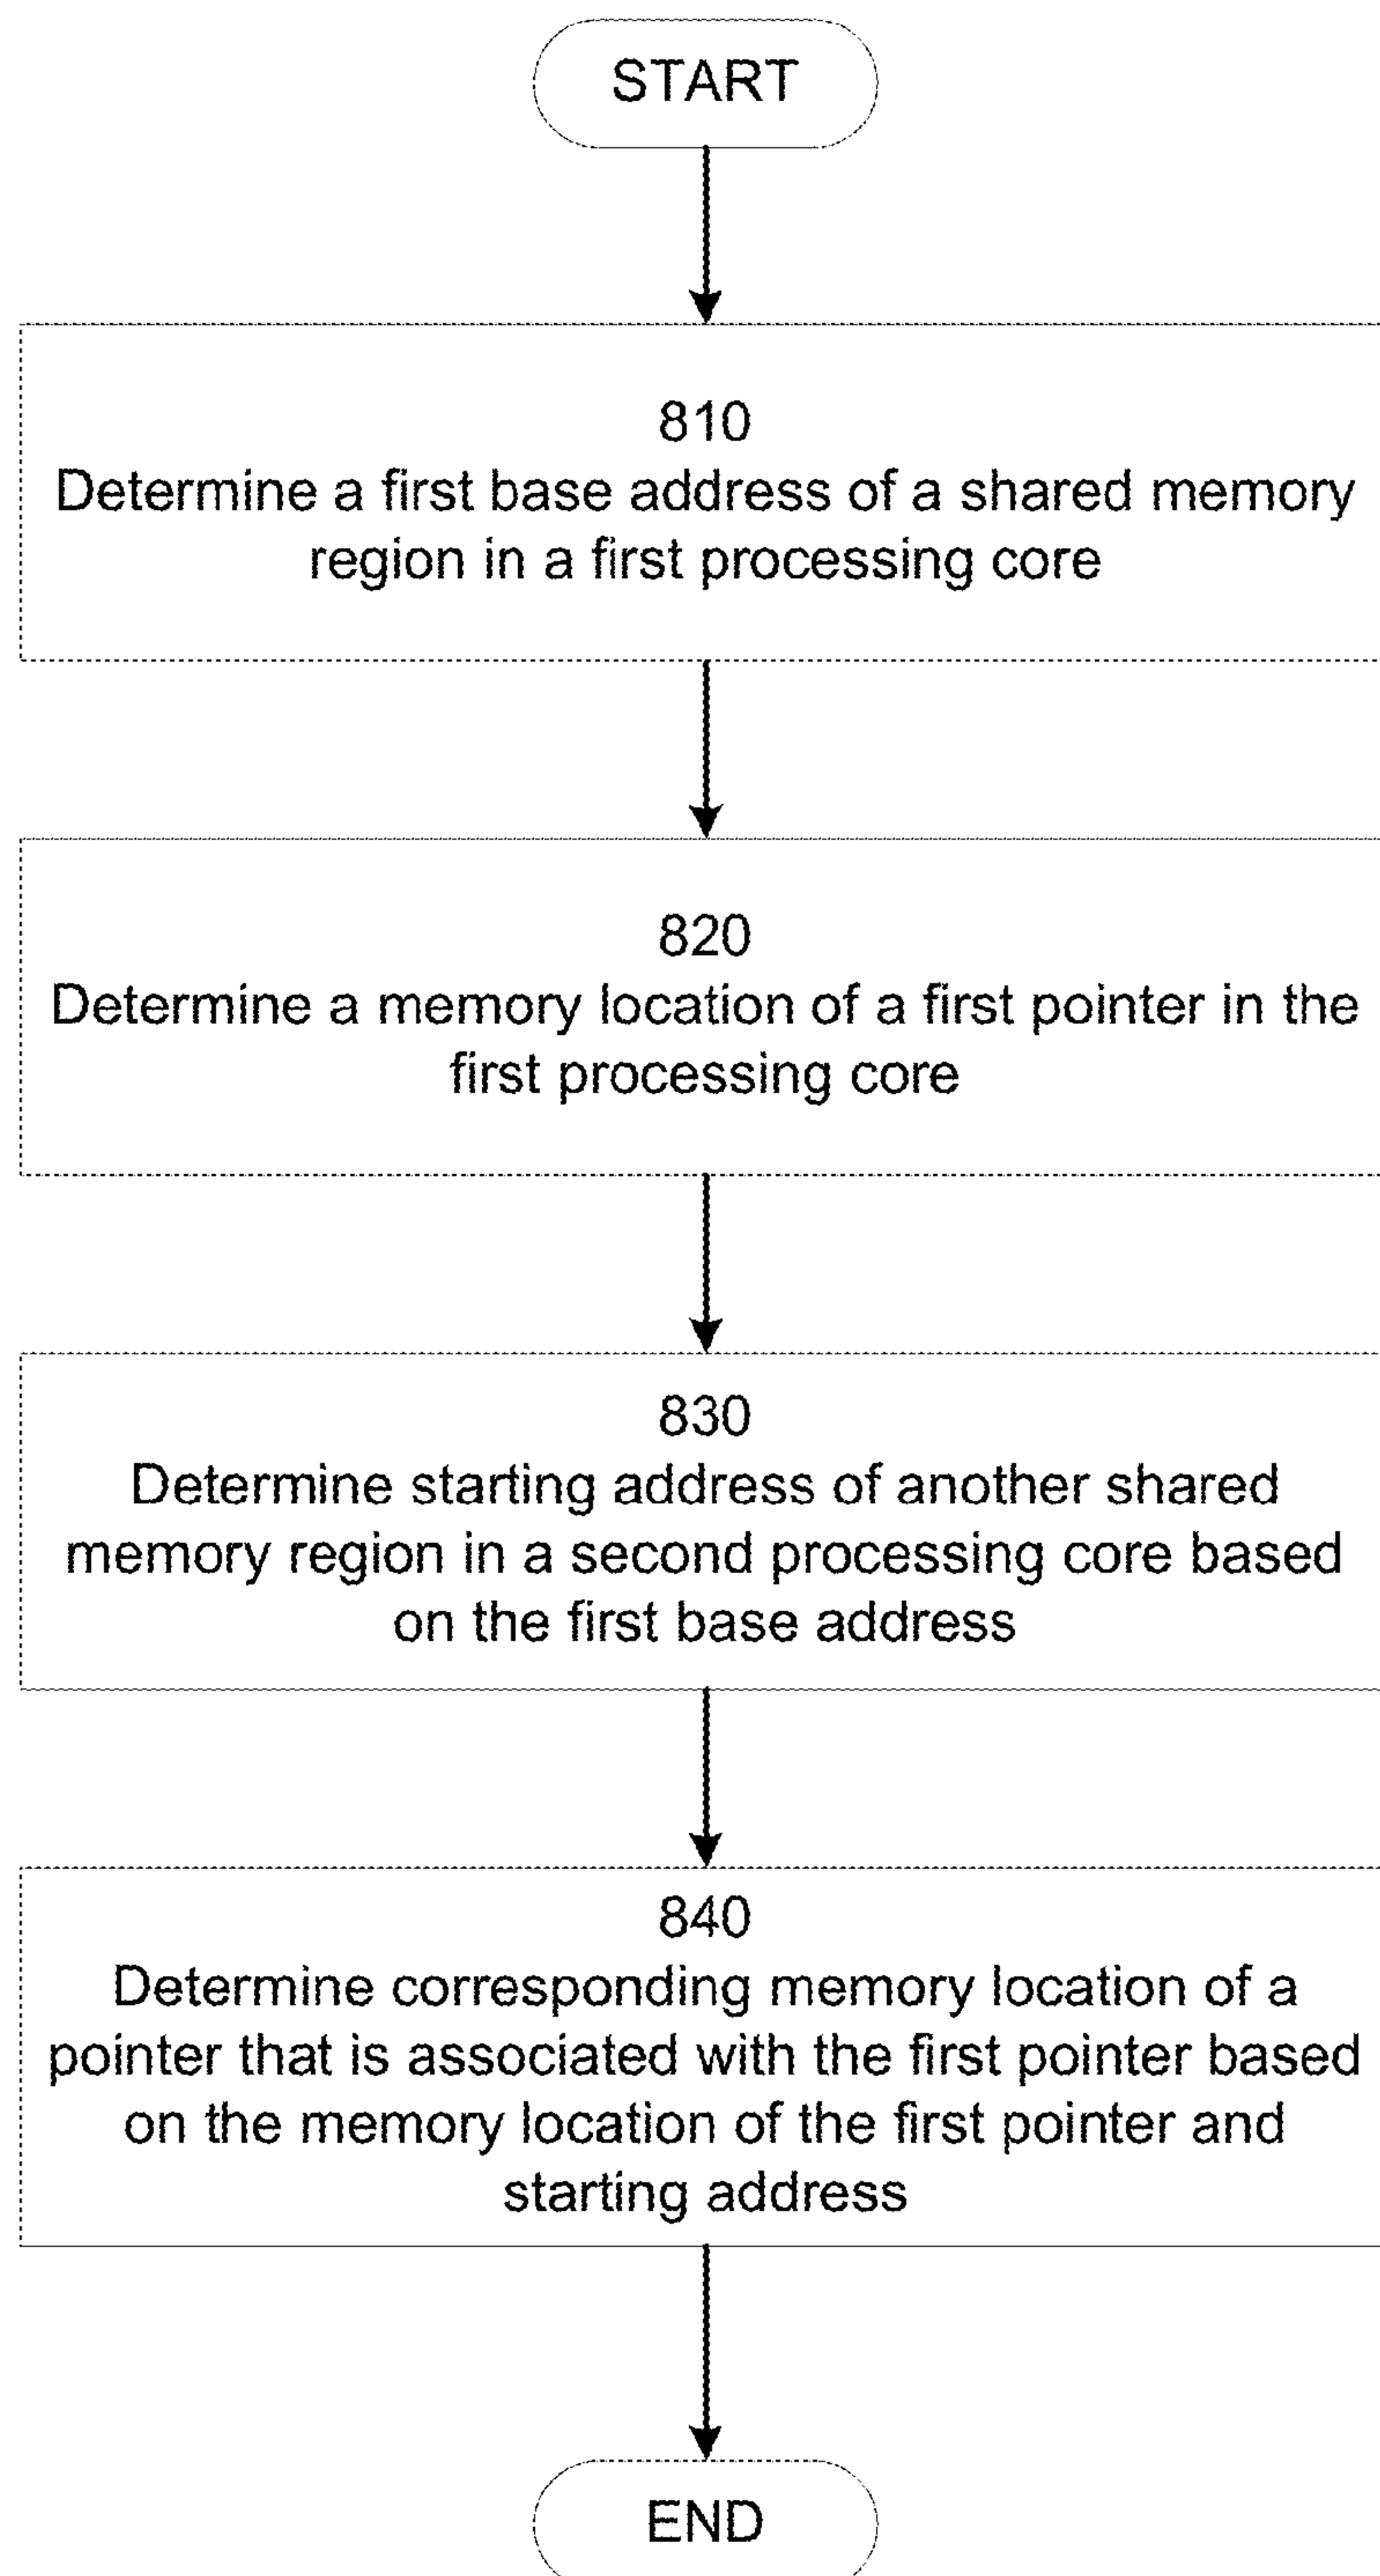 START
810
Determine a first base address of a shared memory
region in a first processing core
820
Determine a memory location of a first pointer in the
first processing core
830
Determine starting address of another shared
memory region in a second processing core based
on the first base address
840
Determine corresponding memory location of a
pointer that is associated with the first pointer based
on the memory location of the first pointer and
starting address
END